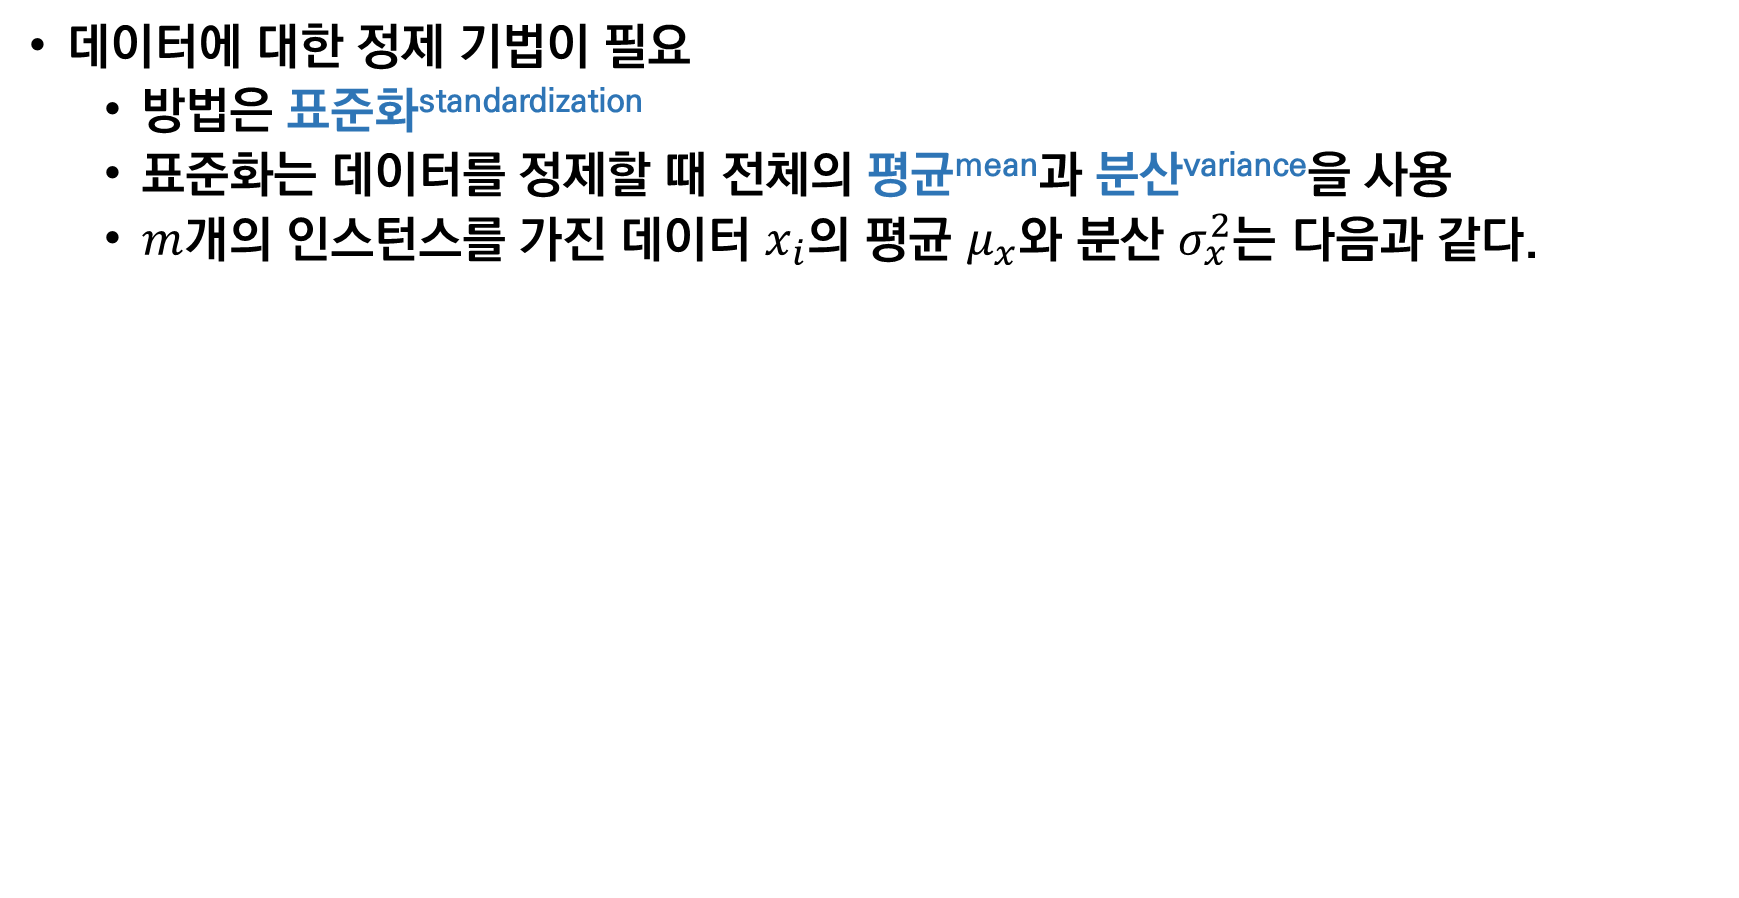 • 데이터에 대한 정제 기법이 필요
• 방법은 표준화standardization
• 표준화는 데이터를 정제할 때 전체의 평균mean과 분산variance을 사용
• m개의 인스턴스를 가진 데이터 xᵢ의 평균 μₓ와 분산 σₓ²는 다음과 같다.